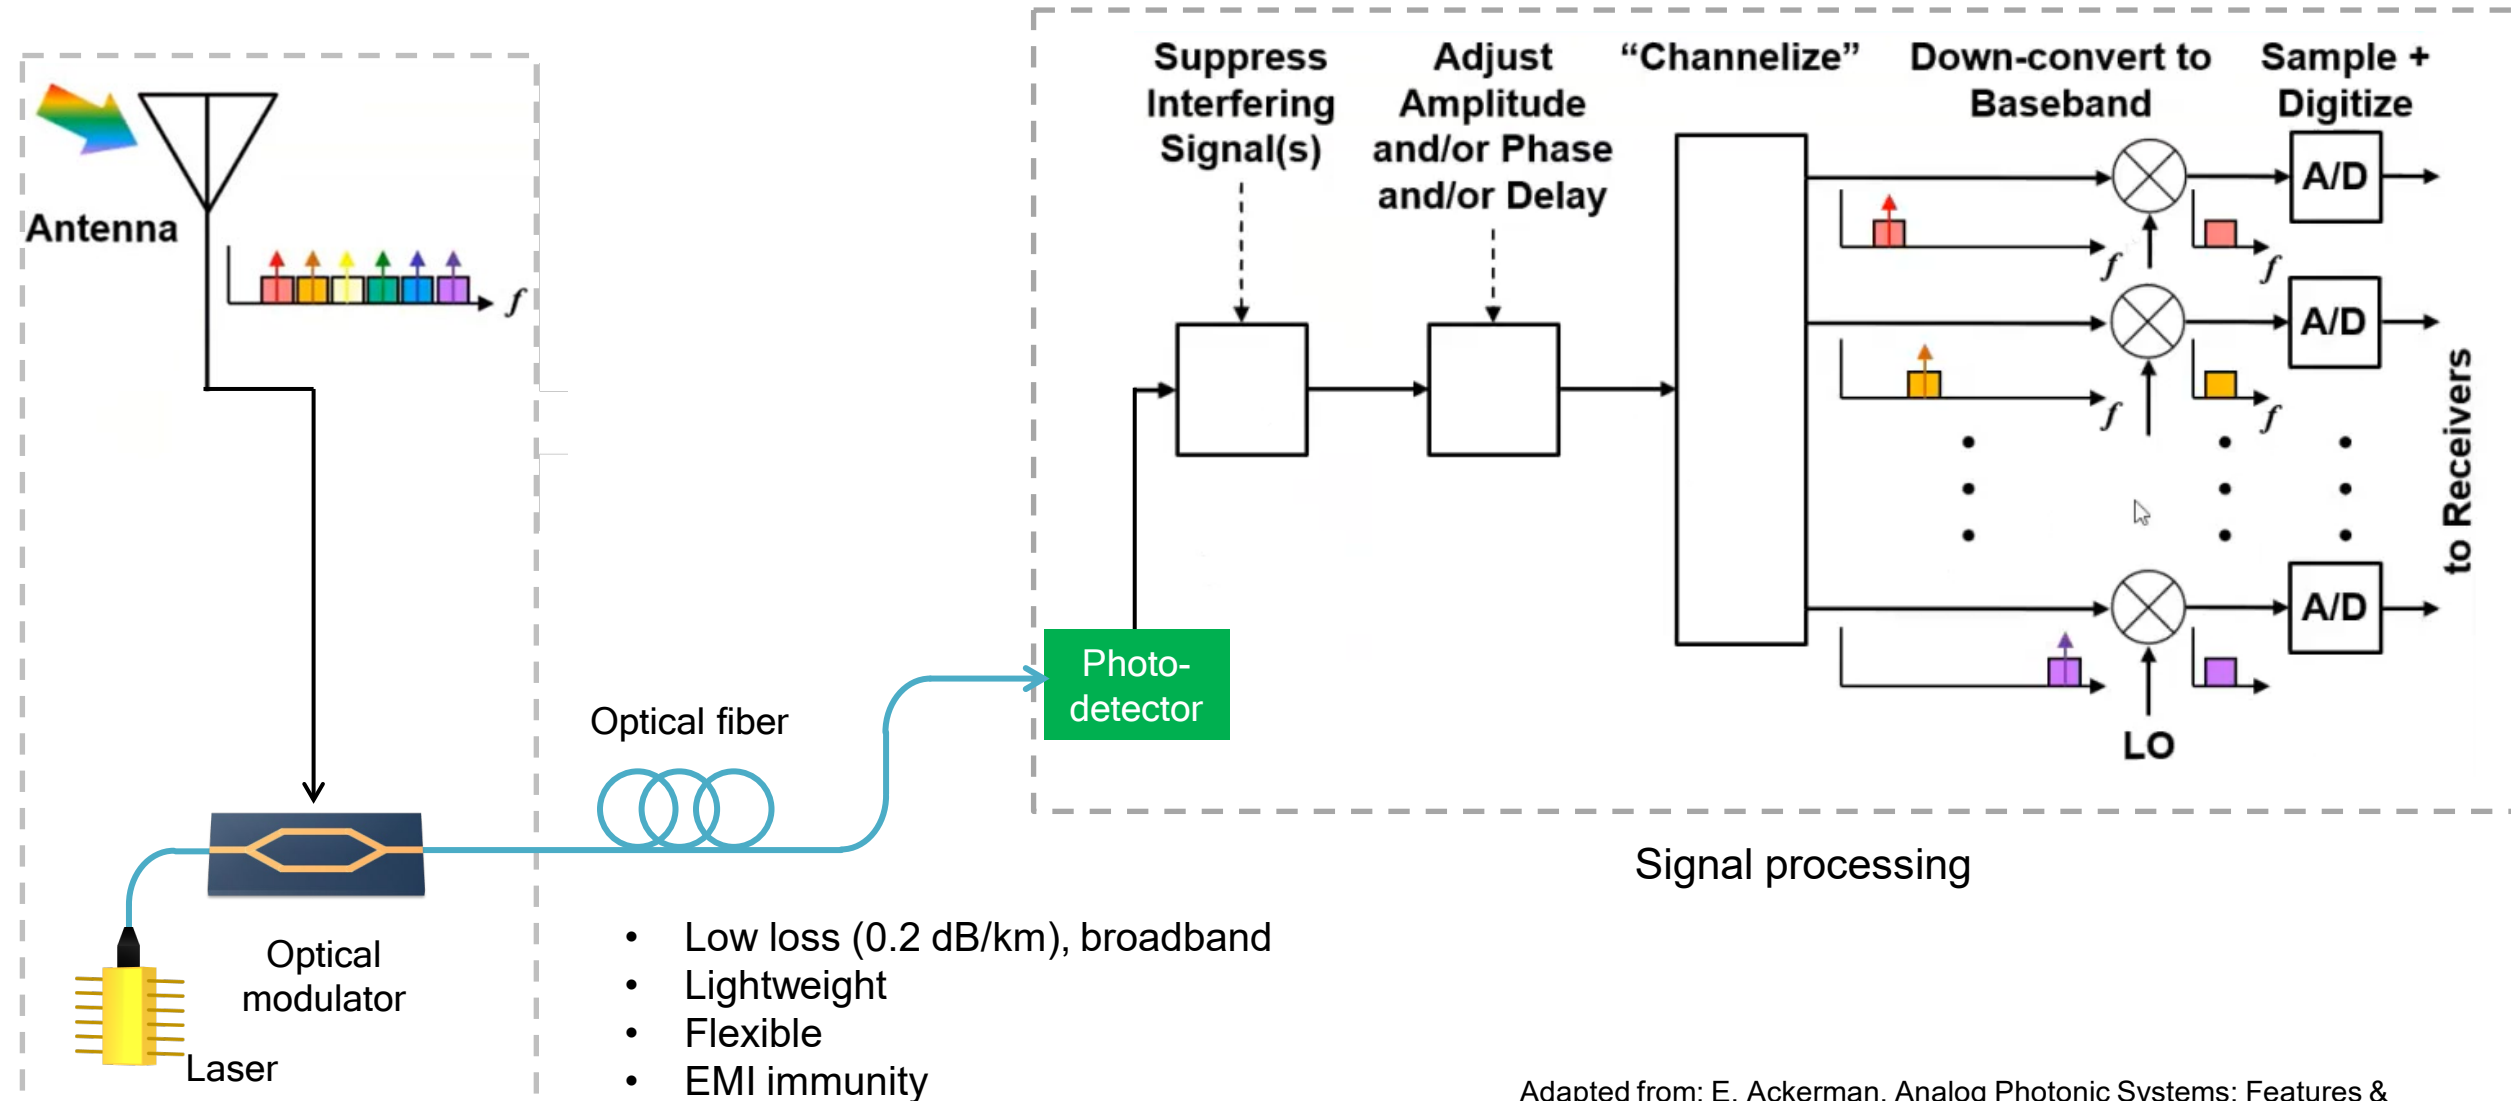 Antenna
f
Optical
modulator
Laser
Optical fiber
• Low loss (0.2 dB/km), broadband
• Lightweight
• Flexible
• EMI immunity
Photo-
detector
Suppress
Interfering
Signal(s)
Adjust
Amplitude
and/or Phase
and/or Delay
“Channelize”
Down-convert to
Baseband
Sample +
Digitize
A/D
f
f
A/D
f
f
A/D
LO
to Receivers
Signal processing
Adapted from: E. Ackerman, Analog Photonic Systems: Features &